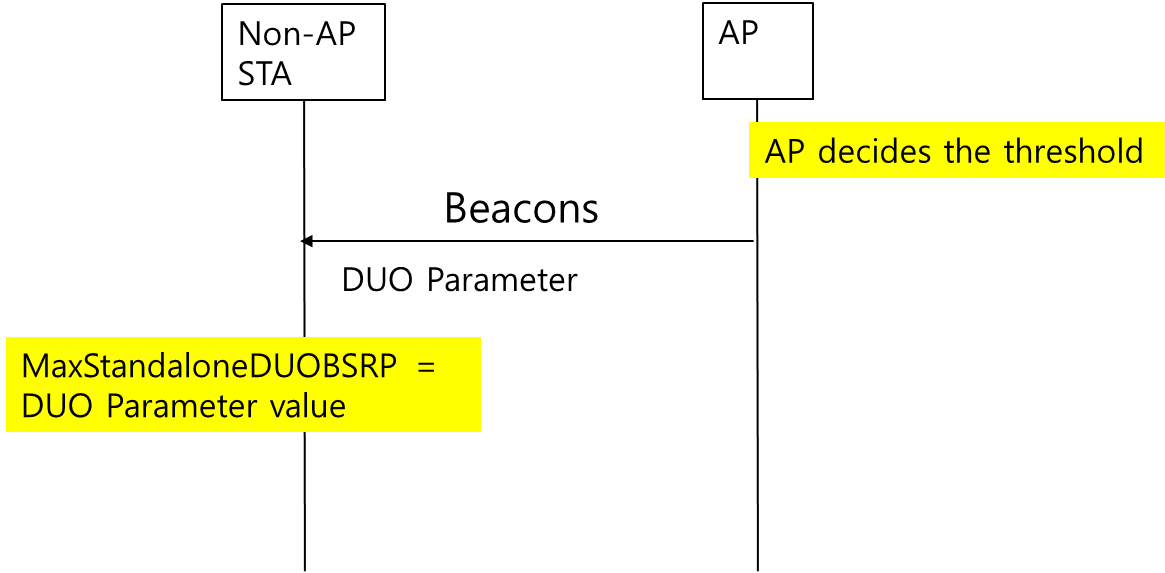 Non-AP
STA
AP
AP decides the threshold
Beacons
DUO Parameter
MaxStandaloneDUOBSRP =
DUO Parameter value